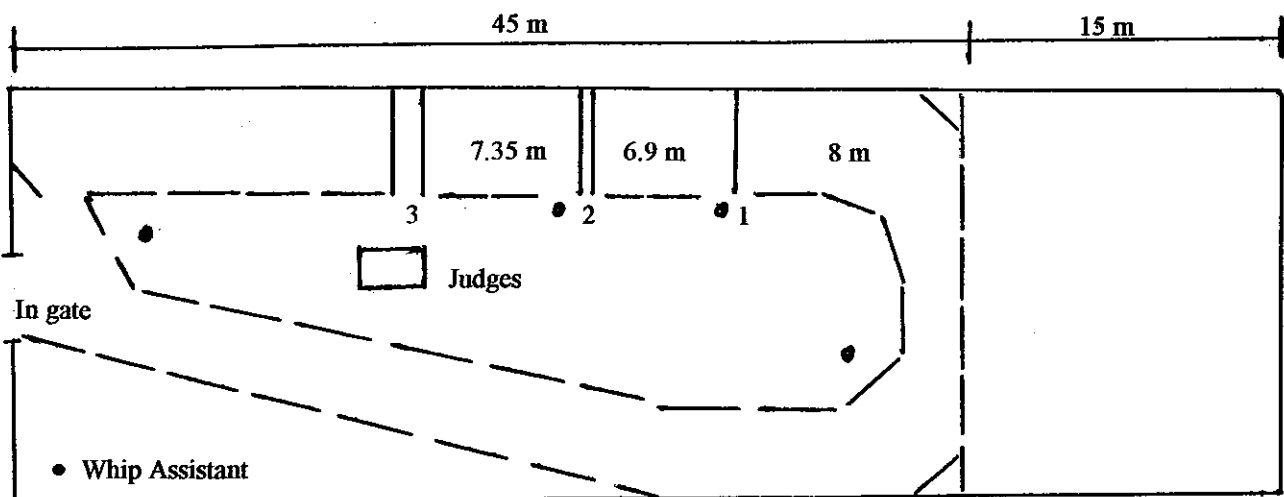 45 m
15 m
7.35 m
6.9 m
8 m
3
2
1
Judges
In gate
Whip Assistant